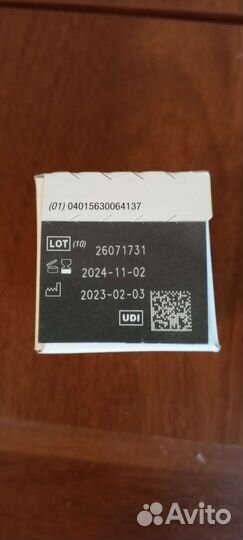 (01) 04015630064137
LOT (10) 26071731
2024-11-02
2023-02-03
UDI
Avito